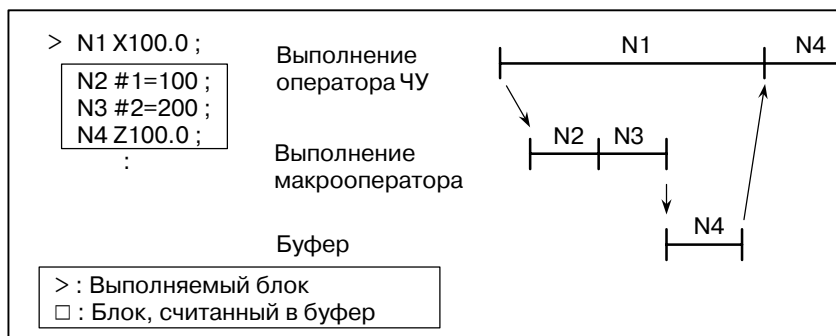 > N1 X100.0 ;
N2 #1=100 ;
N3 #2=200 ;
N4 Z100.0 ;
:
Выполнение
оператора ЧУ
N1
N4
Выполнение
макрооператора
N2
N3
Буфер
N4
> : Выполняемый блок
□ : Блок, считанный в буфер